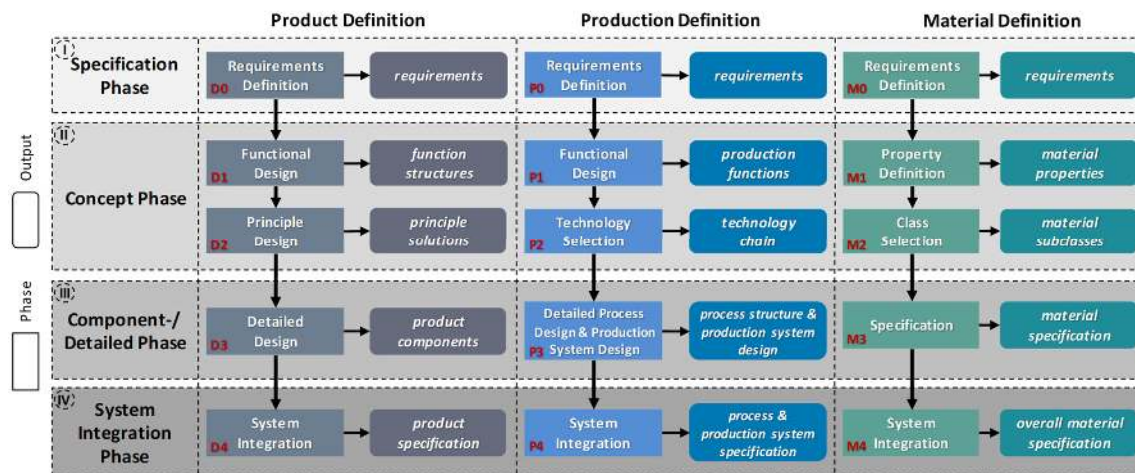 Product Definition
Production Definition
Material Definition
I
Specification
Phase
Requirements
Definition
D0
requirements
Requirements
Definition
P0
requirements
Requirements
Definition
M0
requirements
Output
Phase
II
Concept Phase
Functional
Design
D1
function
structures
Functional
Design
P1
production
functions
Property
Definition
M1
material
properties
Principle
Design
D2
principle
solutions
Technology
Selection
P2
technology
chain
Class
Selection
M2
material
subclasses
III
Component-/
Detailed Phase
Detailed
Design
D3
product
components
Detailed Process
Design & Production
System Design
P3
process structure &
production system
design
Specification
M3
material
specification
IV
System
Integration
Phase
System
Integration
D4
product
specification
System
Integration
P4
process &
production system
specification
System
Integration
M4
overall material
specification